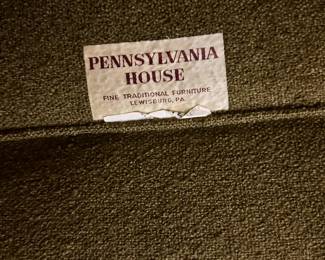 PENNSYLVANIA
HOUSE
FINE TRADITIONAL FURNITURE
LEWISBURG, PA